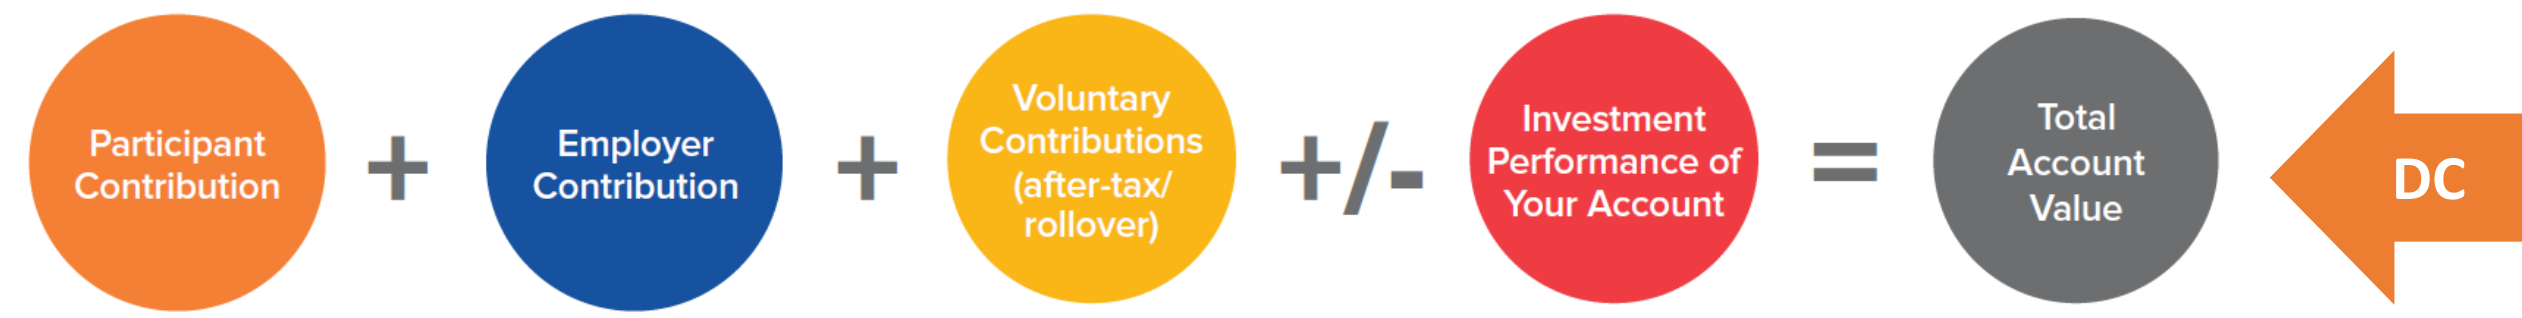 Participant
Contribution
+
Employer
Contribution
+
Voluntary
Contributions
(after-tax/
rollover)
+/-
Investment
Performance of
Your Account
=
Total
Account
Value
DC